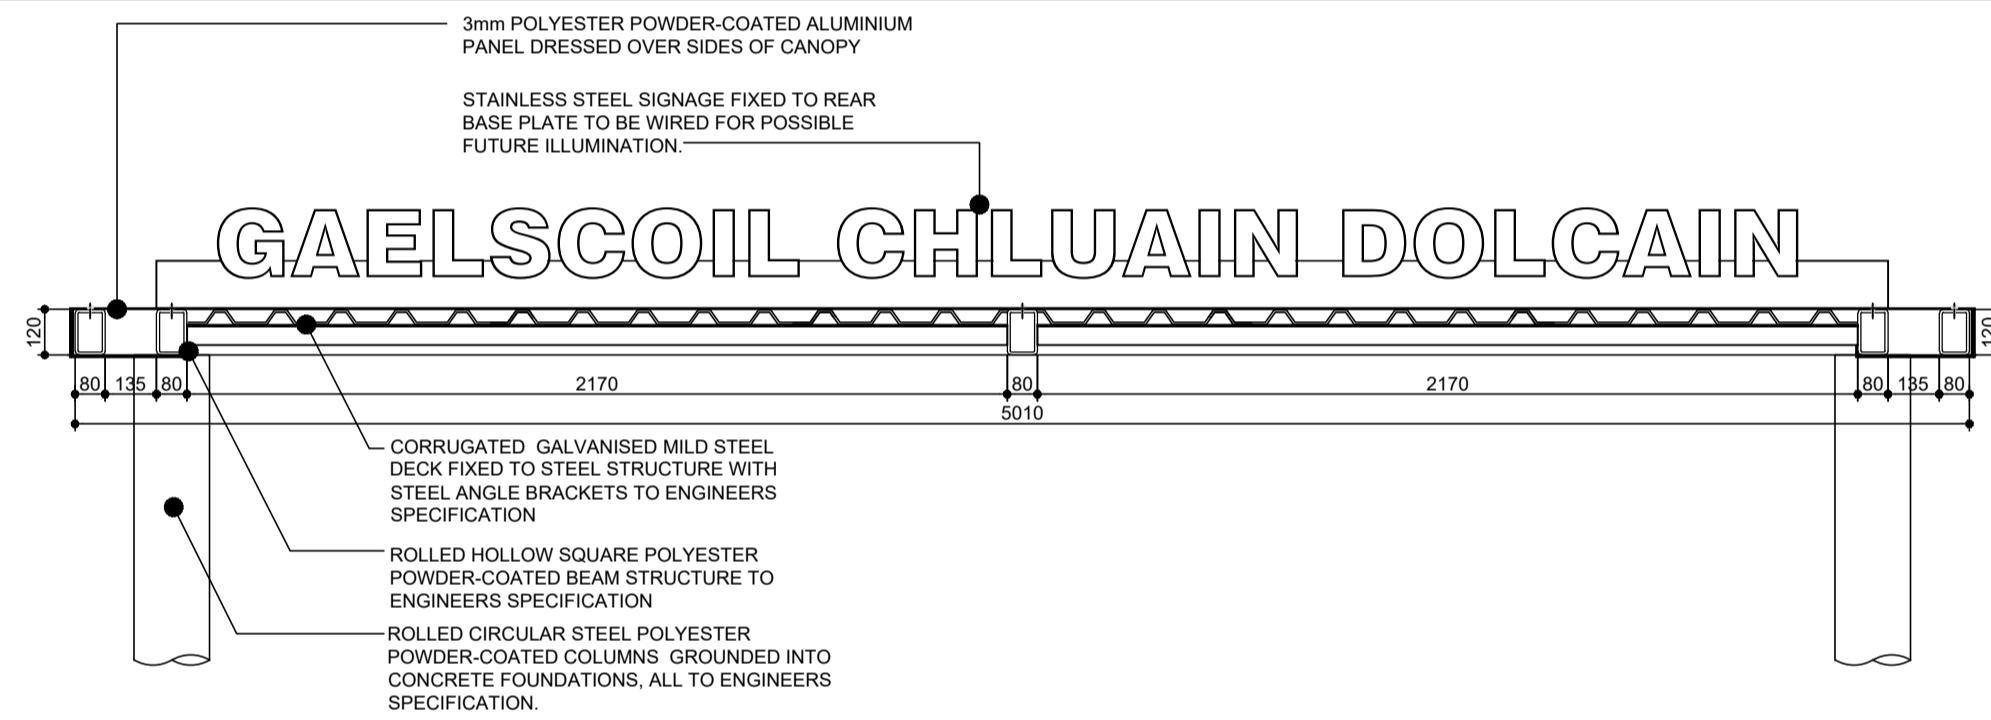 3mm POLYESTER POWDER-COATED ALUMINIUM
PANEL DRESSED OVER SIDES OF CANOPY
STAINLESS STEEL SIGNAGE FIXED TO REAR
BASE PLATE TO BE WIRED FOR POSSIBLE
FUTURE ILLUMINATION.
GAELSCOIL CHLUAIN DOLCAIN
120
120
80 135 80 2170 80 2170 80 135 80
5010
CORRUGATED GALVANISED MILD STEEL
DECK FIXED TO STEEL STRUCTURE WITH
STEEL ANGLE BRACKETS TO ENGINEERS
SPECIFICATION
ROLLED HOLLOW SQUARE POLYESTER
POWDER-COATED BEAM STRUCTURE TO
ENGINEERS SPECIFICATION
ROLLED CIRCULAR STEEL POLYESTER
POWDER-COATED COLUMNS GROUNDED INTO
CONCRETE FOUNDATIONS, ALL TO ENGINEERS
SPECIFICATION.